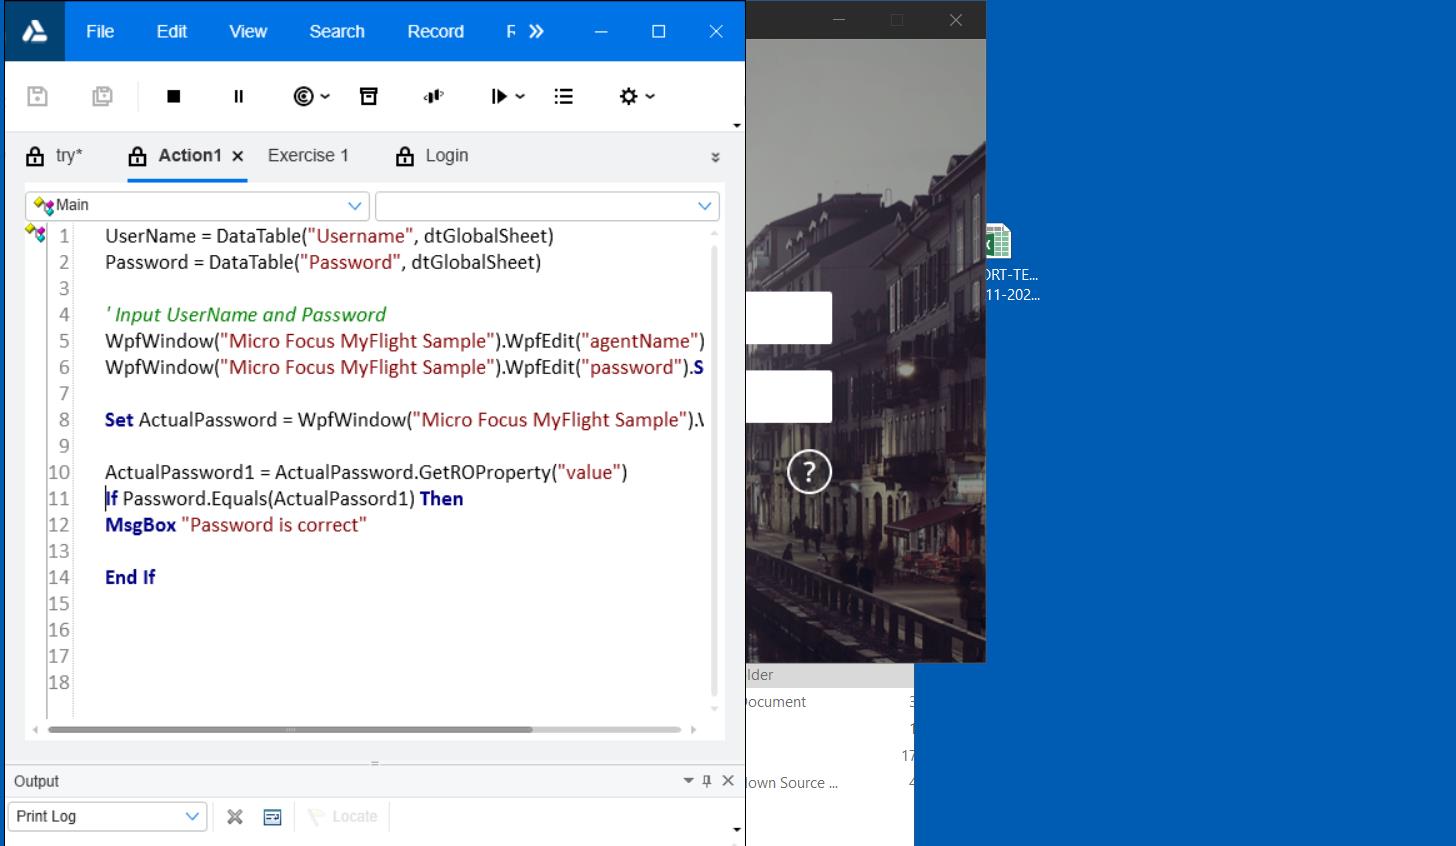 File Edit View Search Record
try* Action1 Exercise 1 Login
Main
1 UserName = DataTable("Username", dtGlobalSheet)
2 Password = DataTable("Password", dtGlobalSheet)
3
4 ' Input UserName and Password
5 WpfWindow("Micro Focus MyFlight Sample").WpfEdit("agentName")
6 WpfWindow("Micro Focus MyFlight Sample").WpfEdit("password").S
7
8 Set ActualPassword = WpfWindow("Micro Focus MyFlight Sample").
9
10 ActualPassword1 = ActualPassword.GetROProperty("value")
11 If Password.Equals(ActualPassord1) Then
12 MsgBox "Password is correct"
13
14 End If
15
16
17
18
Output
Print Log Locate
?
lder
Document 3
1
17
own Source ... 4
ORT-TE...
11-202...